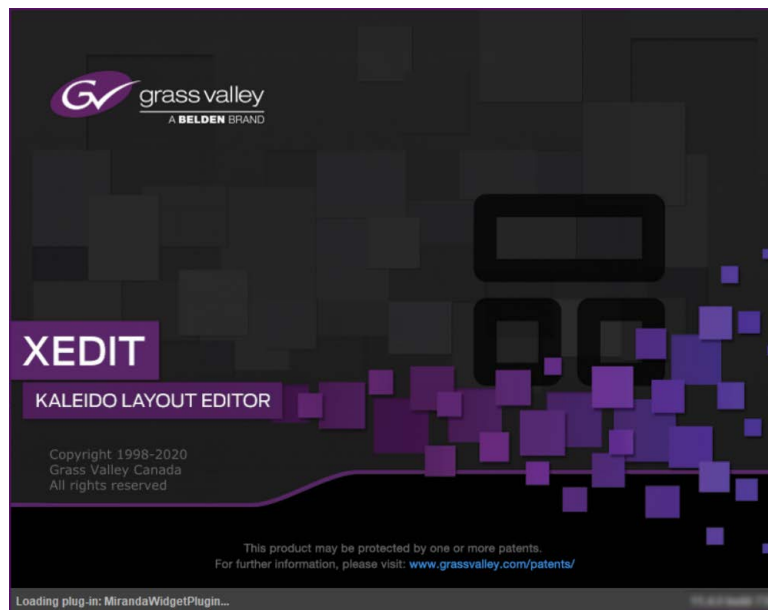 GV
grass valley
A BELDEN BRAND
XEDIT
KALEIDO LAYOUT EDITOR
Copyright 1998-2020
Grass Valley Canada
All rights reserved
This product may be protected by one or more patents.
For further information, please visit: www.grassvalley.com/patents/
Loading plug-in: MirandaWidgetPlugin...